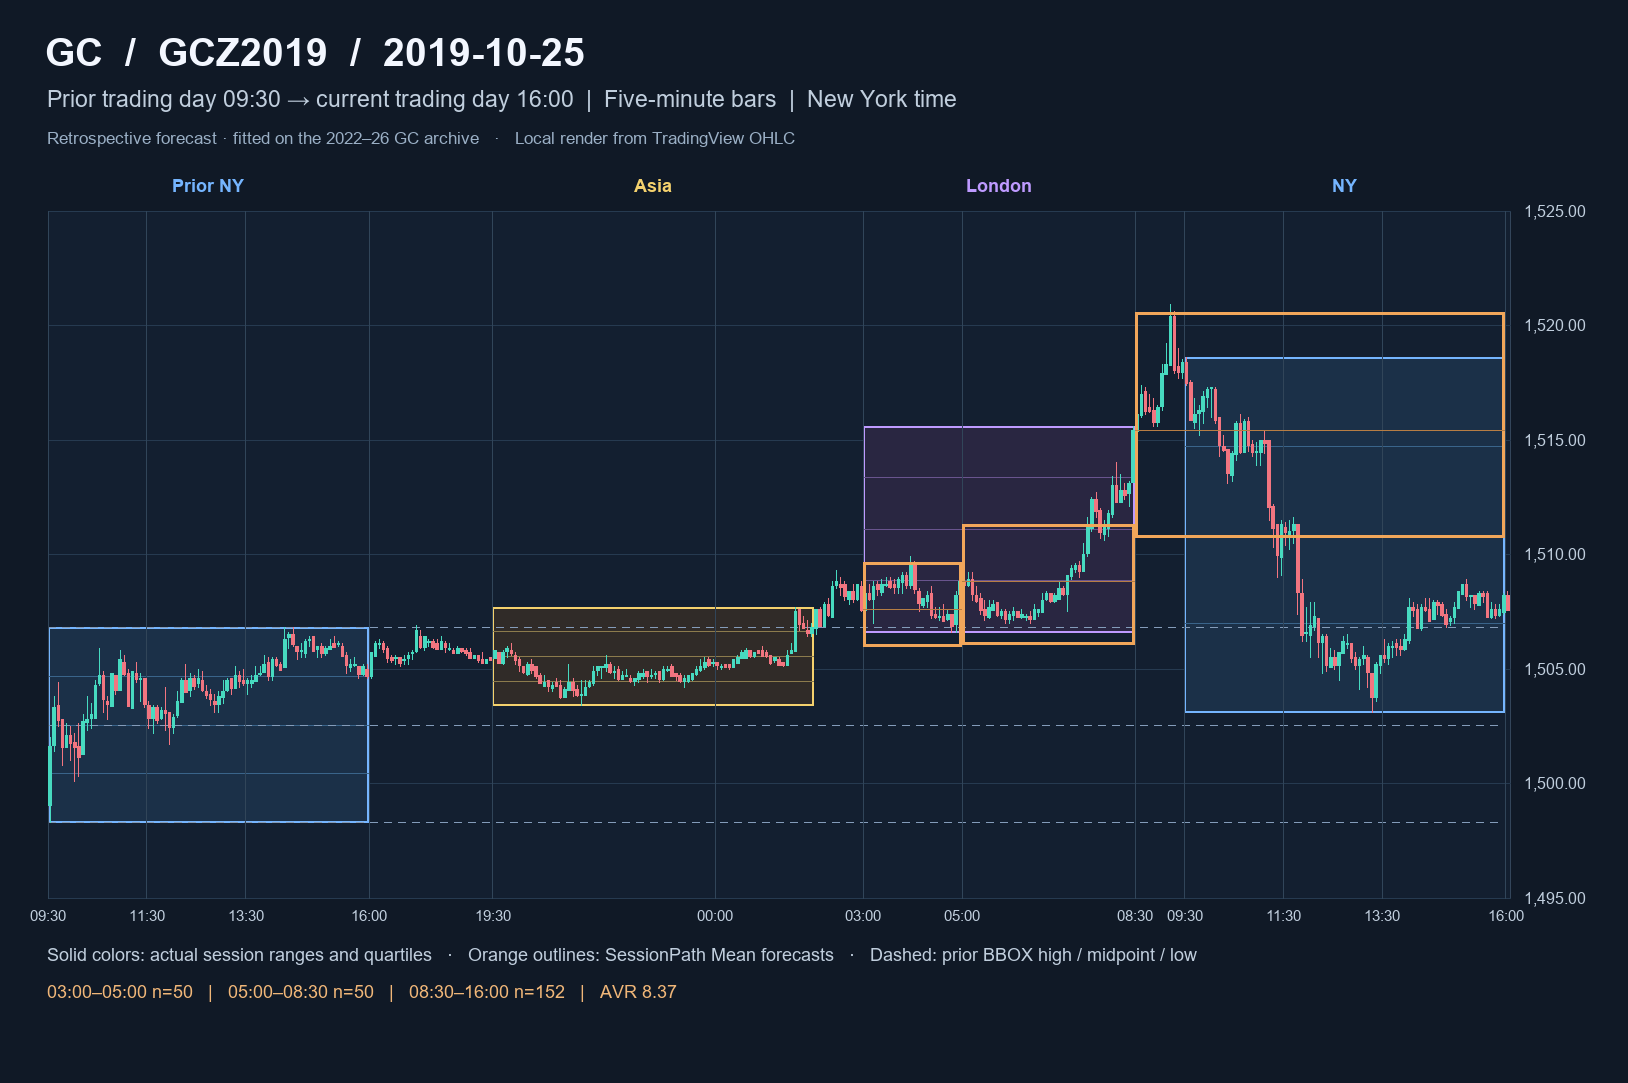 GC / GCZ2019 / 2019-10-25
Prior trading day 09:30 → current trading day 16:00 | Five-minute bars | New York time
Retrospective forecast · fitted on the 2022–26 GC archive · Local render from TradingView OHLC
Prior NY Asia London NY
1,525.00
1,520.00
1,515.00
1,510.00
1,505.00
1,500.00
1,495.00
09:30 11:30 13:30 16:00 19:30 00:00 03:00 05:00 08:30 09:30 11:30 13:30 16:00
Solid colors: actual session ranges and quartiles · Orange outlines: SessionPath Mean forecasts · Dashed: prior BBOX high / midpoint / low
03:00–05:00 n=50 | 05:00–08:30 n=50 | 08:30–16:00 n=152 | AVR 8.37